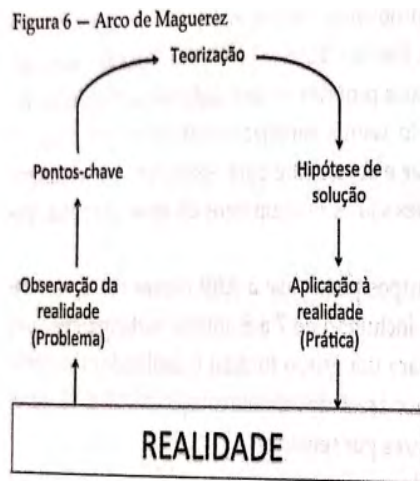 Figura 6 — Arco de Maguerez
Teorização
Pontos-chave
Hipótese de
solução
Observação da
realidade
(Problema)
Aplicação à
realidade
(Prática)
REALIDADE